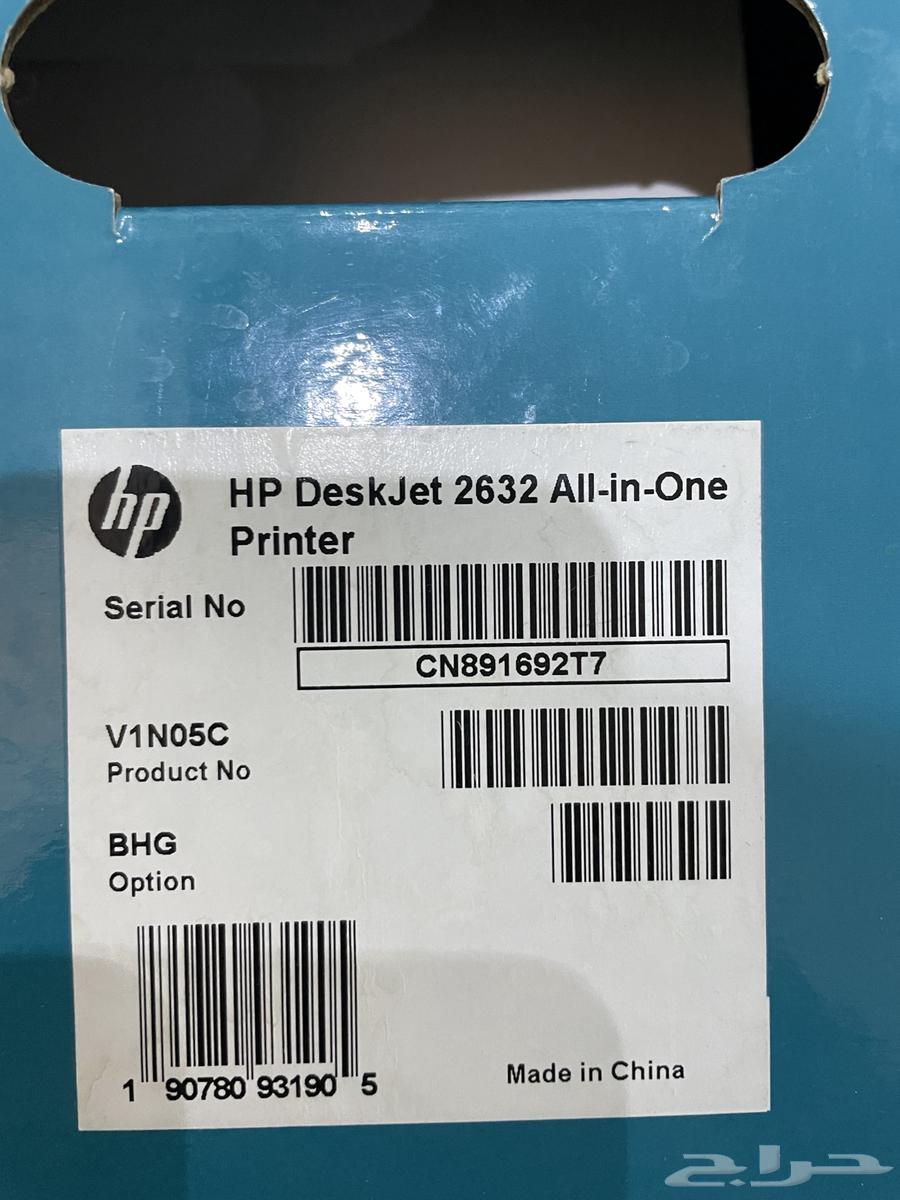 hp
HP DeskJet 2632 All-in-One
Printer
Serial No
CN891692T7
V1N05C
Product No
BHG
Option
1 90780 93190 5
Made in China
حراج